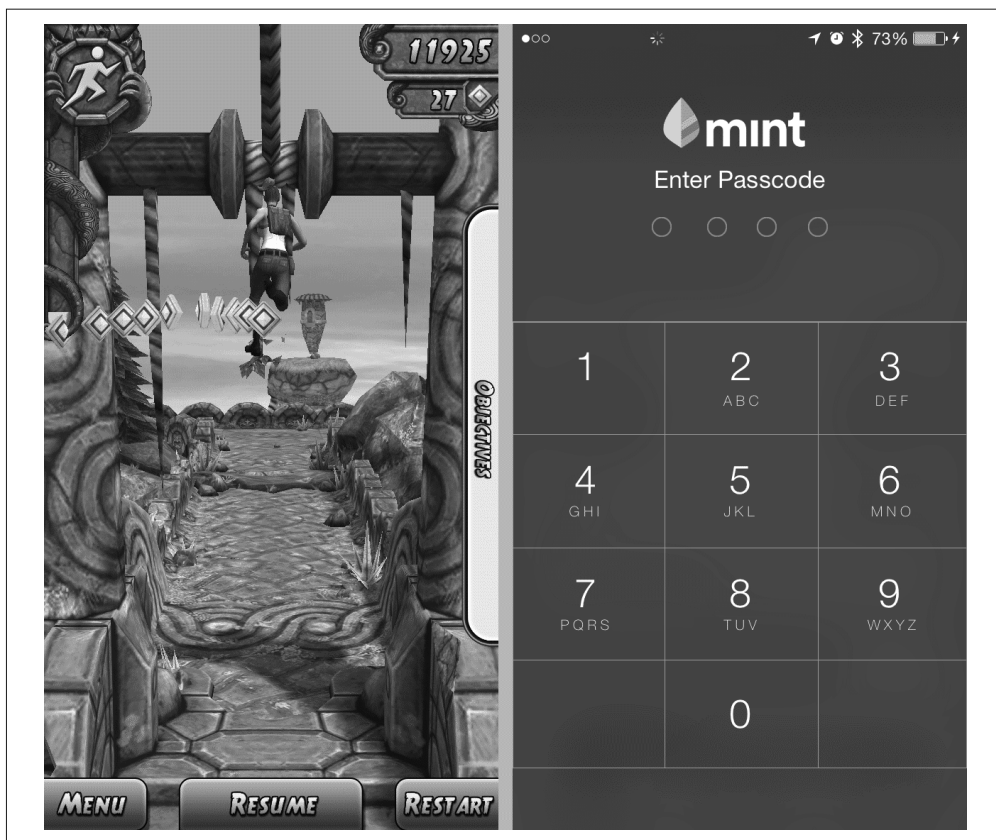 11925
27
OBJECTIVES
MENU
RESUME
RESTART
73%
mint
Enter Passcode
1
2
ABC
3
DEF
4
GHI
5
JKL
6
MNO
7
PQRS
8
TUV
9
WXYZ
0